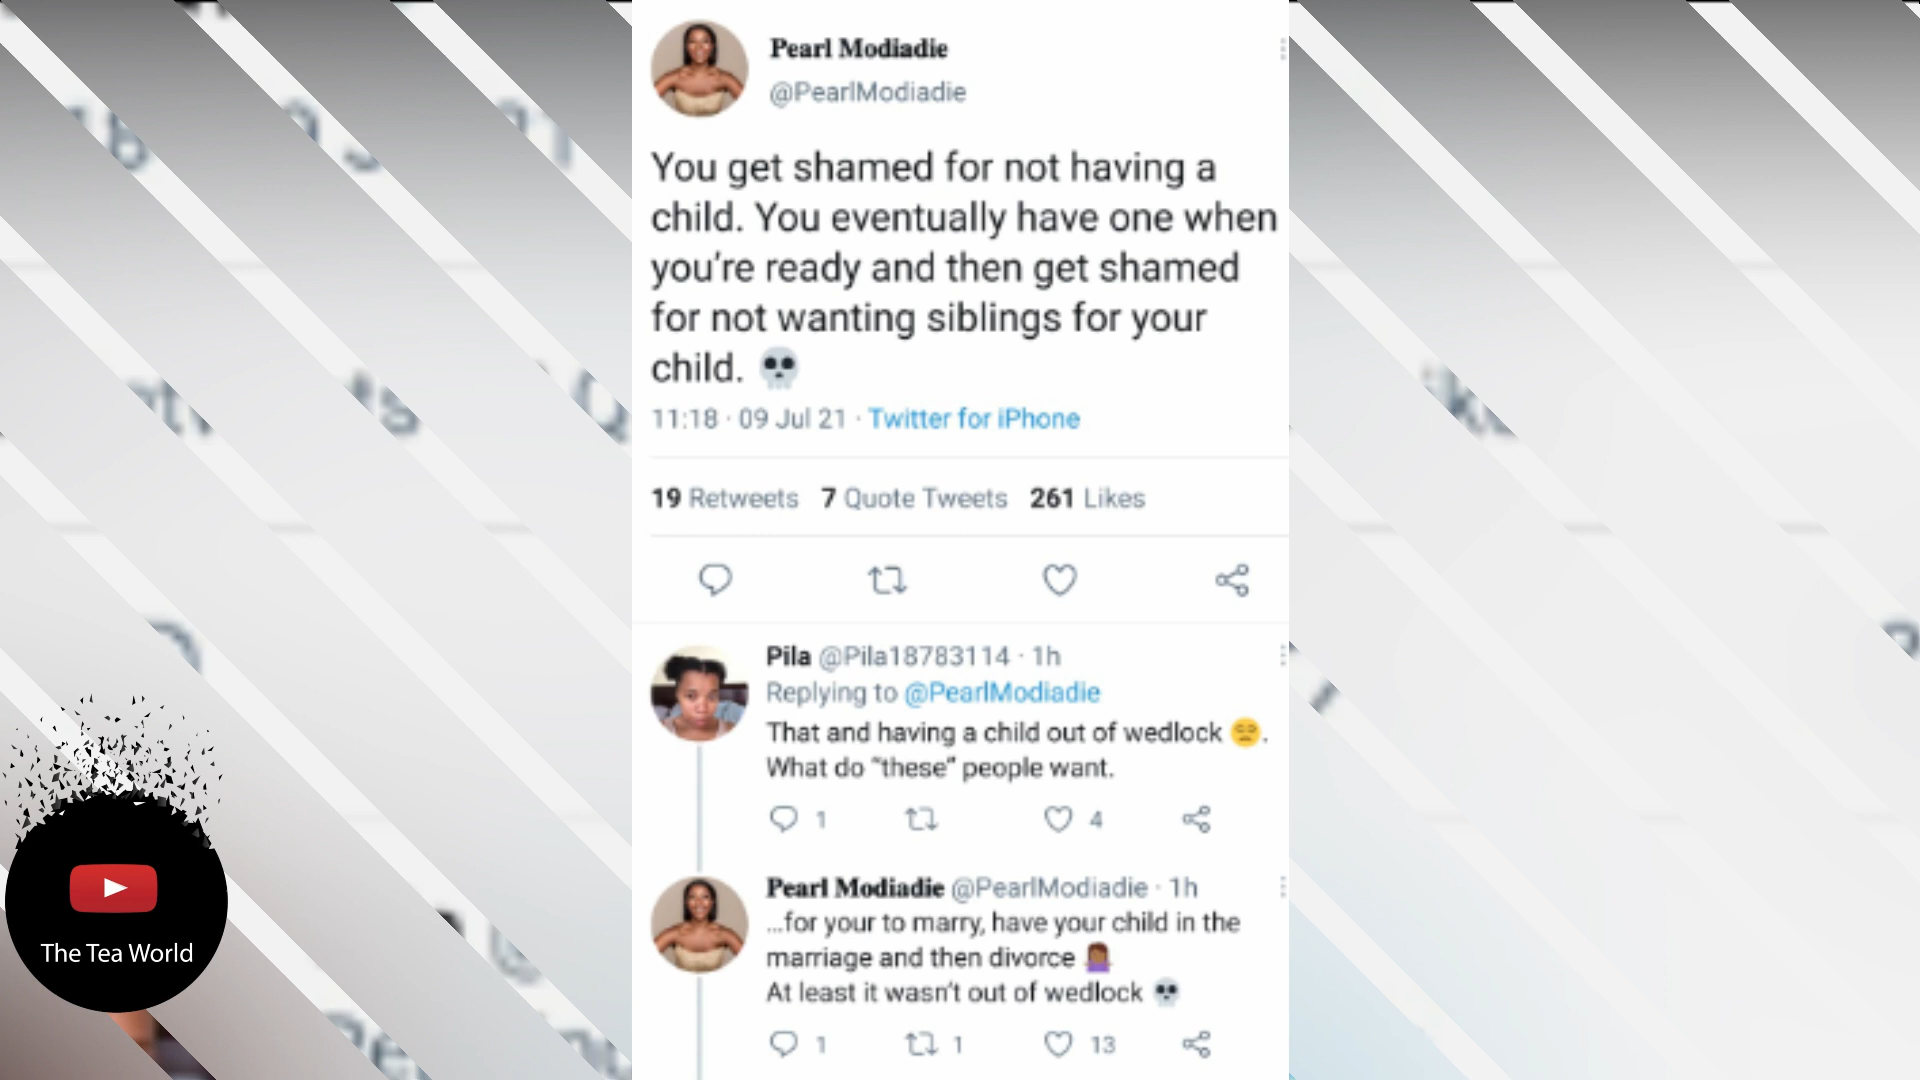 Pearl Modiadie
@PearlModiadie
You get shamed for not having a
child. You eventually have one when
you're ready and then get shamed
for not wanting siblings for your
child. 💀
11:18 · 09 Jul 21 · Twitter for iPhone
19 Retweets 7 Quote Tweets 261 Likes
Pila @Pila18783114 · 1h
Replying to @PearlModiadie
That and having a child out of wedlock 😔.
What do “these” people want.
1 4
Pearl Modiadie @PearlModiadie · 1h
...for your to marry, have your child in the
marriage and then divorce 🤷🏾‍♀️
At least it wasn't out of wedlock 💀
1 1 13
The Tea World